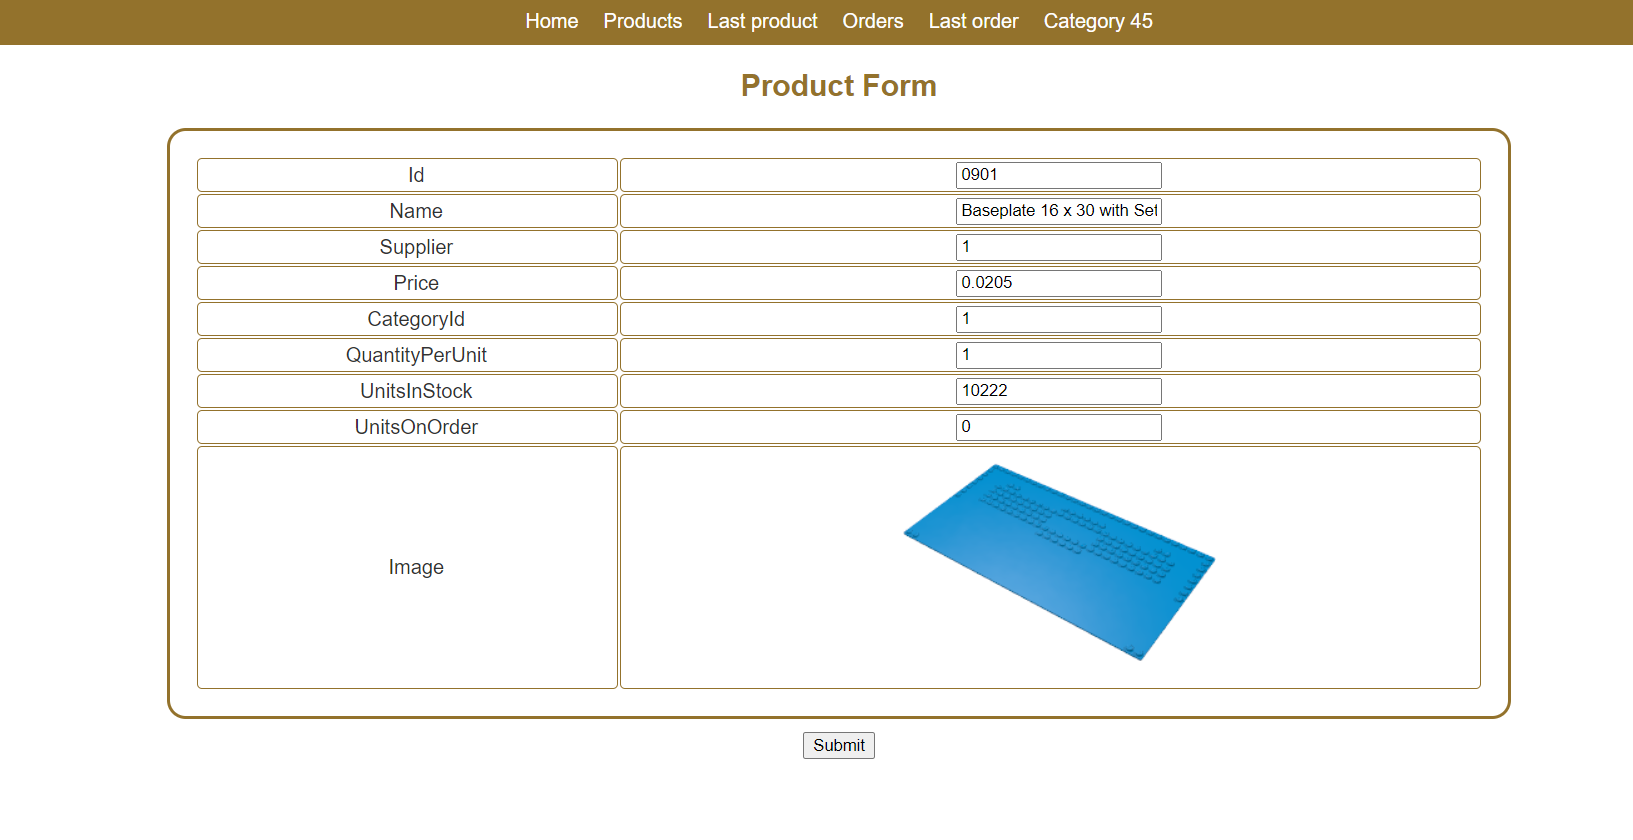 Home Products Last product Orders Last order Category 45
Product Form
Id 0901
Name Baseplate 16 x 30 with Set
Supplier 1
Price 0.0205
CategoryId 1
QuantityPerUnit 1
UnitsInStock 10222
UnitsOnOrder 0
Image
Submit